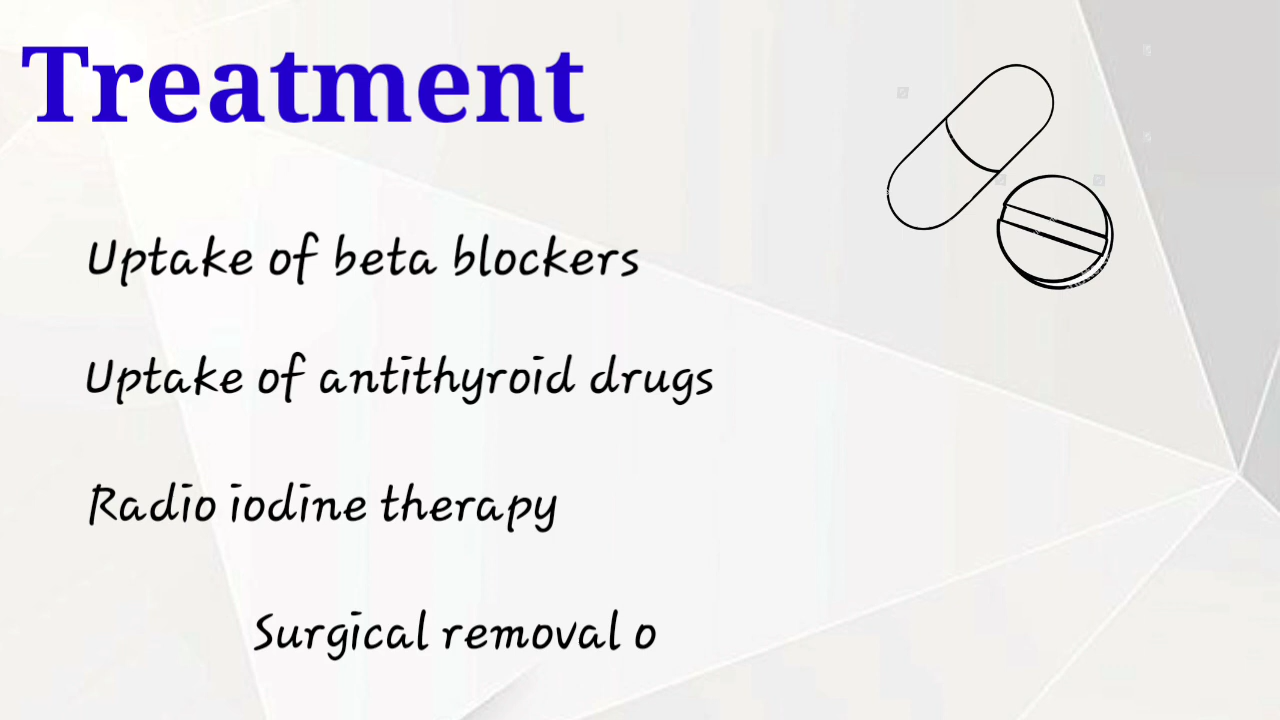 Treatment
Uptake of beta blockers
Uptake of antithyroid drugs
Radio iodine therapy
Surgical removal o